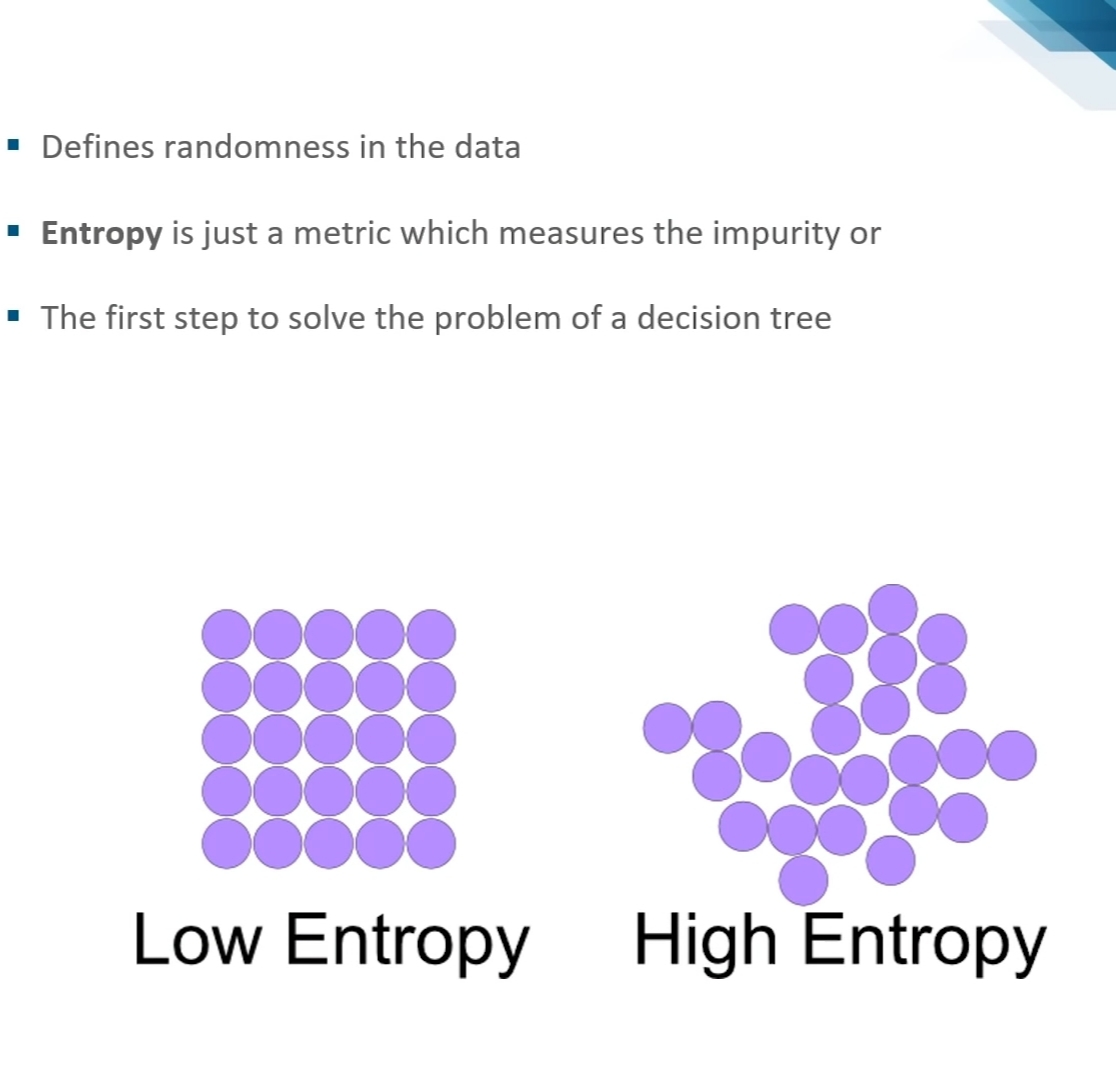 Defines randomness in the data
Entropy is just a metric which measures the impurity or
The first step to solve the problem of a decision tree
Low Entropy
High Entropy